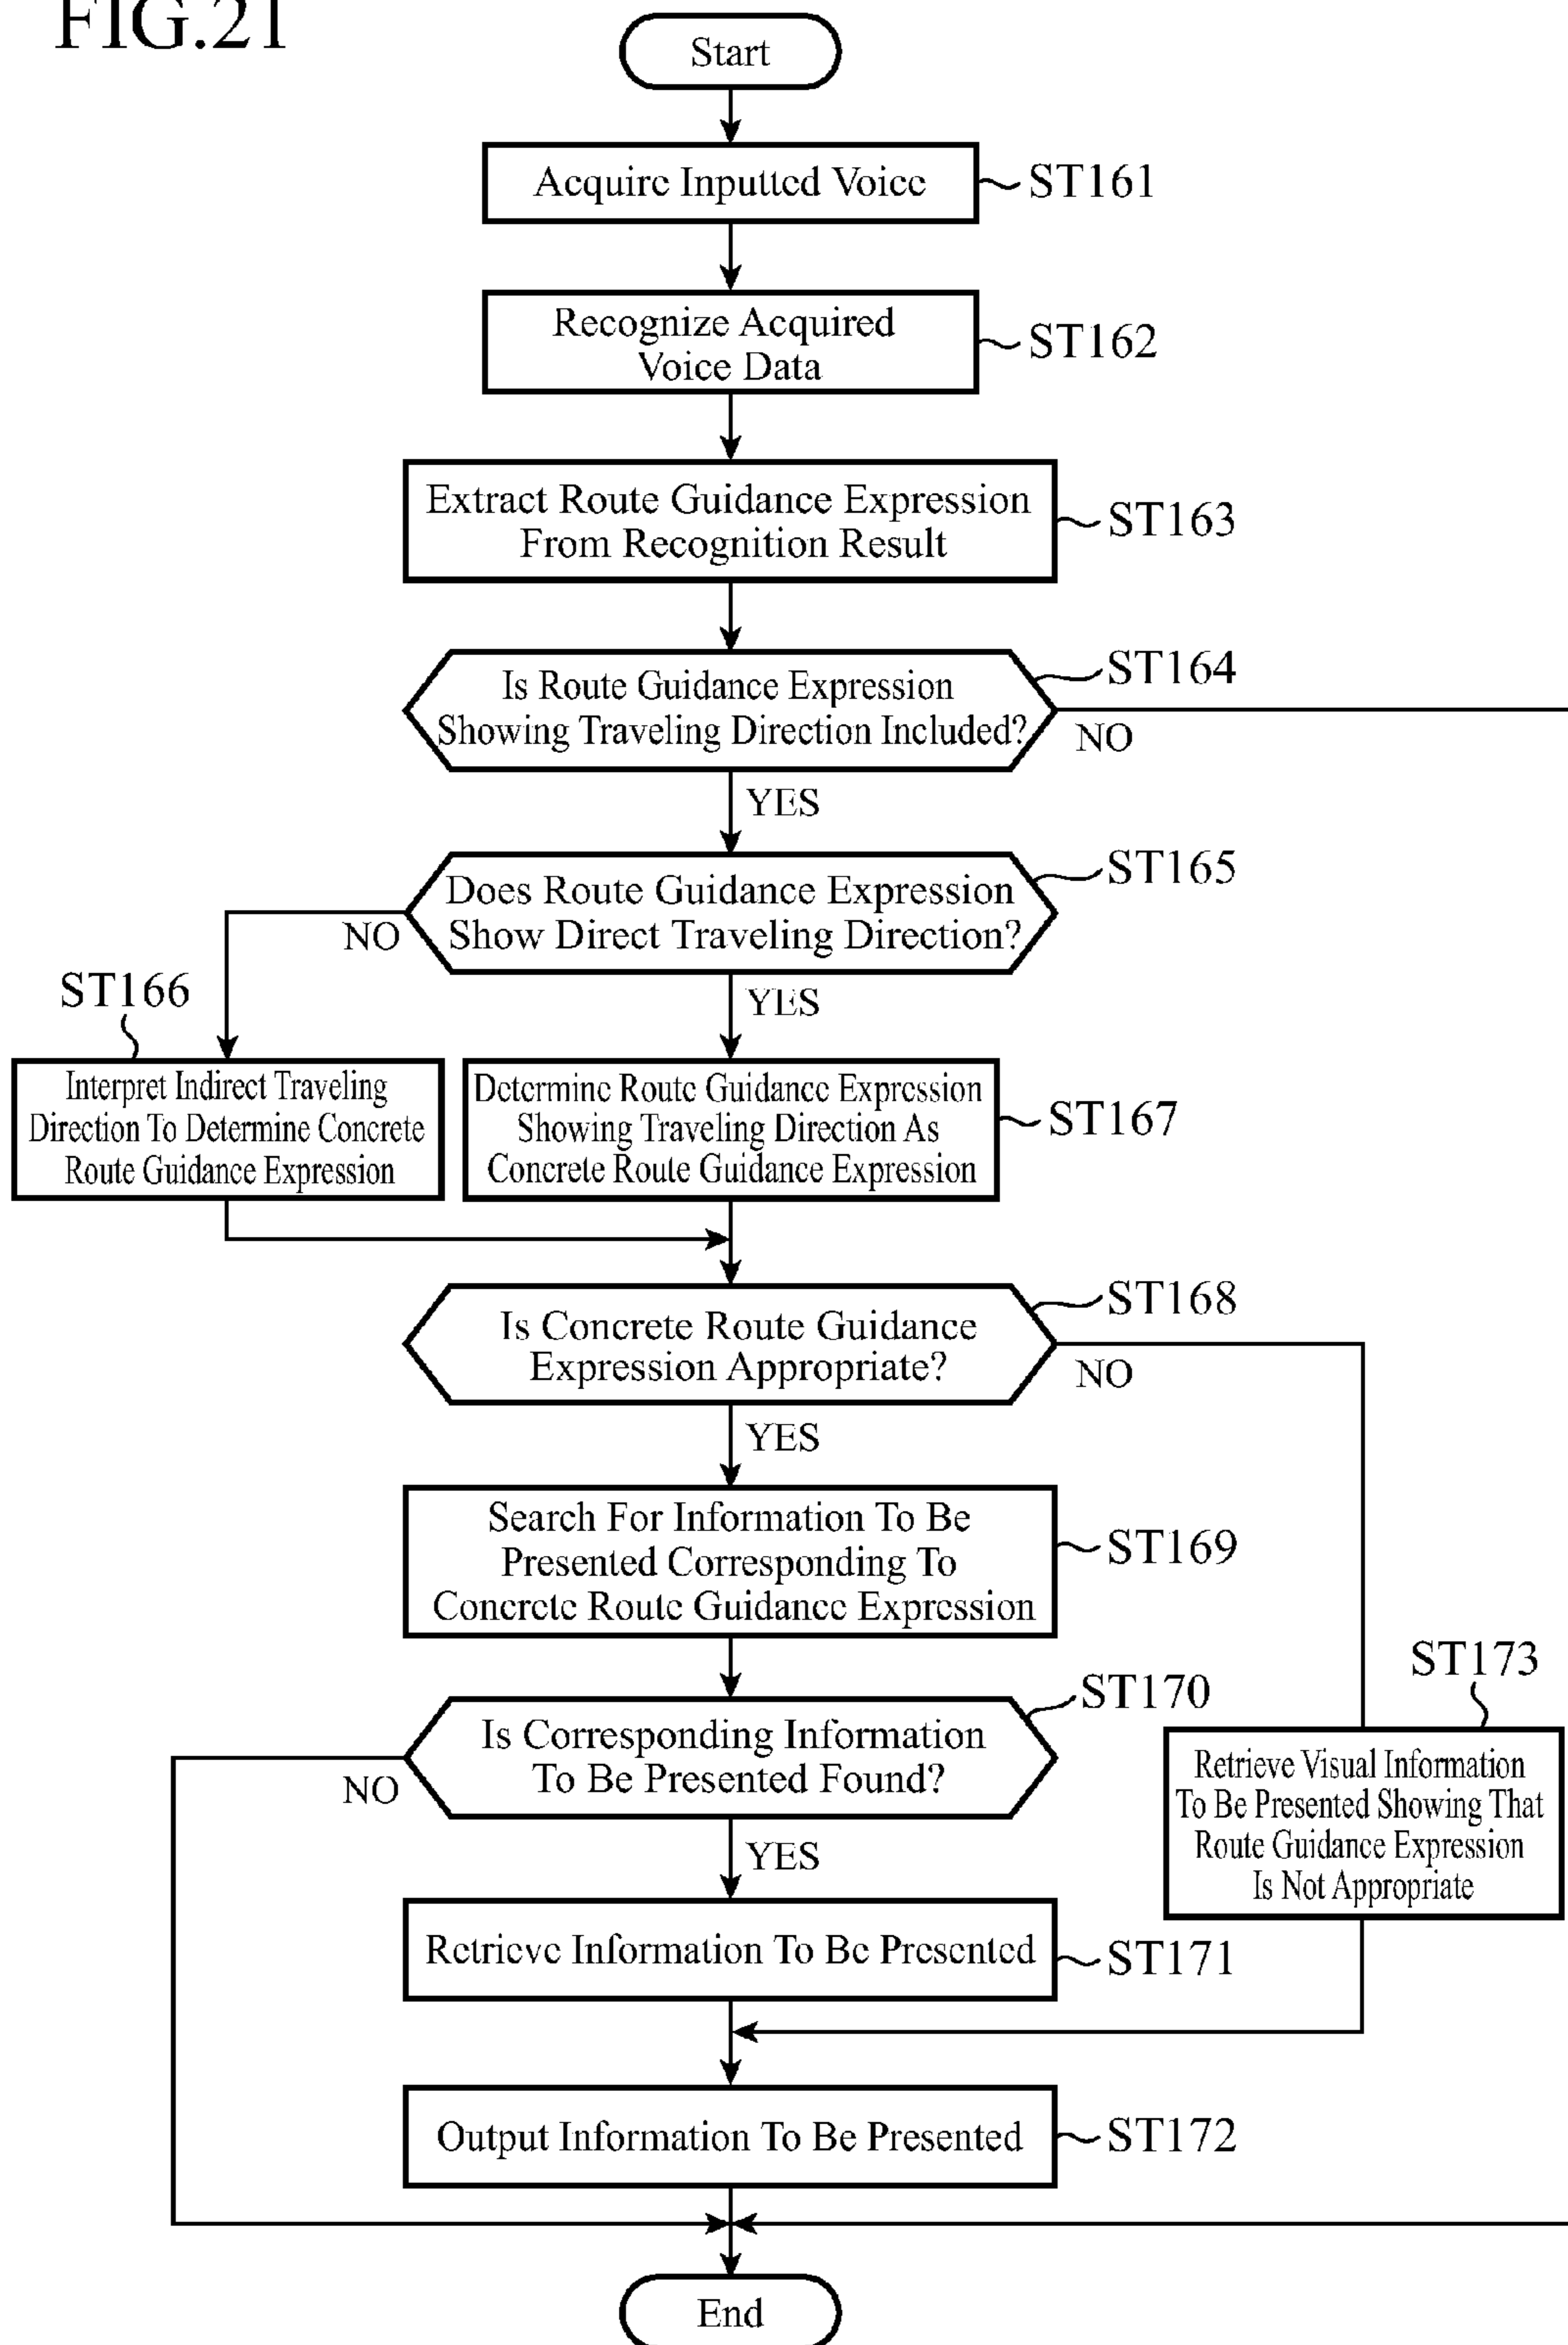 FIG.21
Start
Acquire Inputted Voice
ST161
Recognize Acquired
Voice Data
ST162
Extract Route Guidance Expression
From Recognition Result
ST163
Is Route Guidance Expression
Showing Traveling Direction Included?
ST164
NO
YES
Does Route Guidance Expression
Show Direct Traveling Direction?
ST165
NO
YES
ST166
Interpret Indirect Traveling
Direction To Determine Concrete
Route Guidance Expression
Determine Route Guidance Expression
Showing Traveling Direction As
Concrete Route Guidance Expression
ST167
Is Concrete Route Guidance
Expression Appropriate?
ST168
NO
YES
Search For Information To Be
Presented Corresponding To
Concrete Route Guidance Expression
ST169
Is Corresponding Information
To Be Presented Found?
ST170
NO
YES
ST173
Retrieve Visual Information
To Be Presented Showing That
Route Guidance Expression
Is Not Appropriate
Retrieve Information To Be Presented
ST171
Output Information To Be Presented
ST172
End